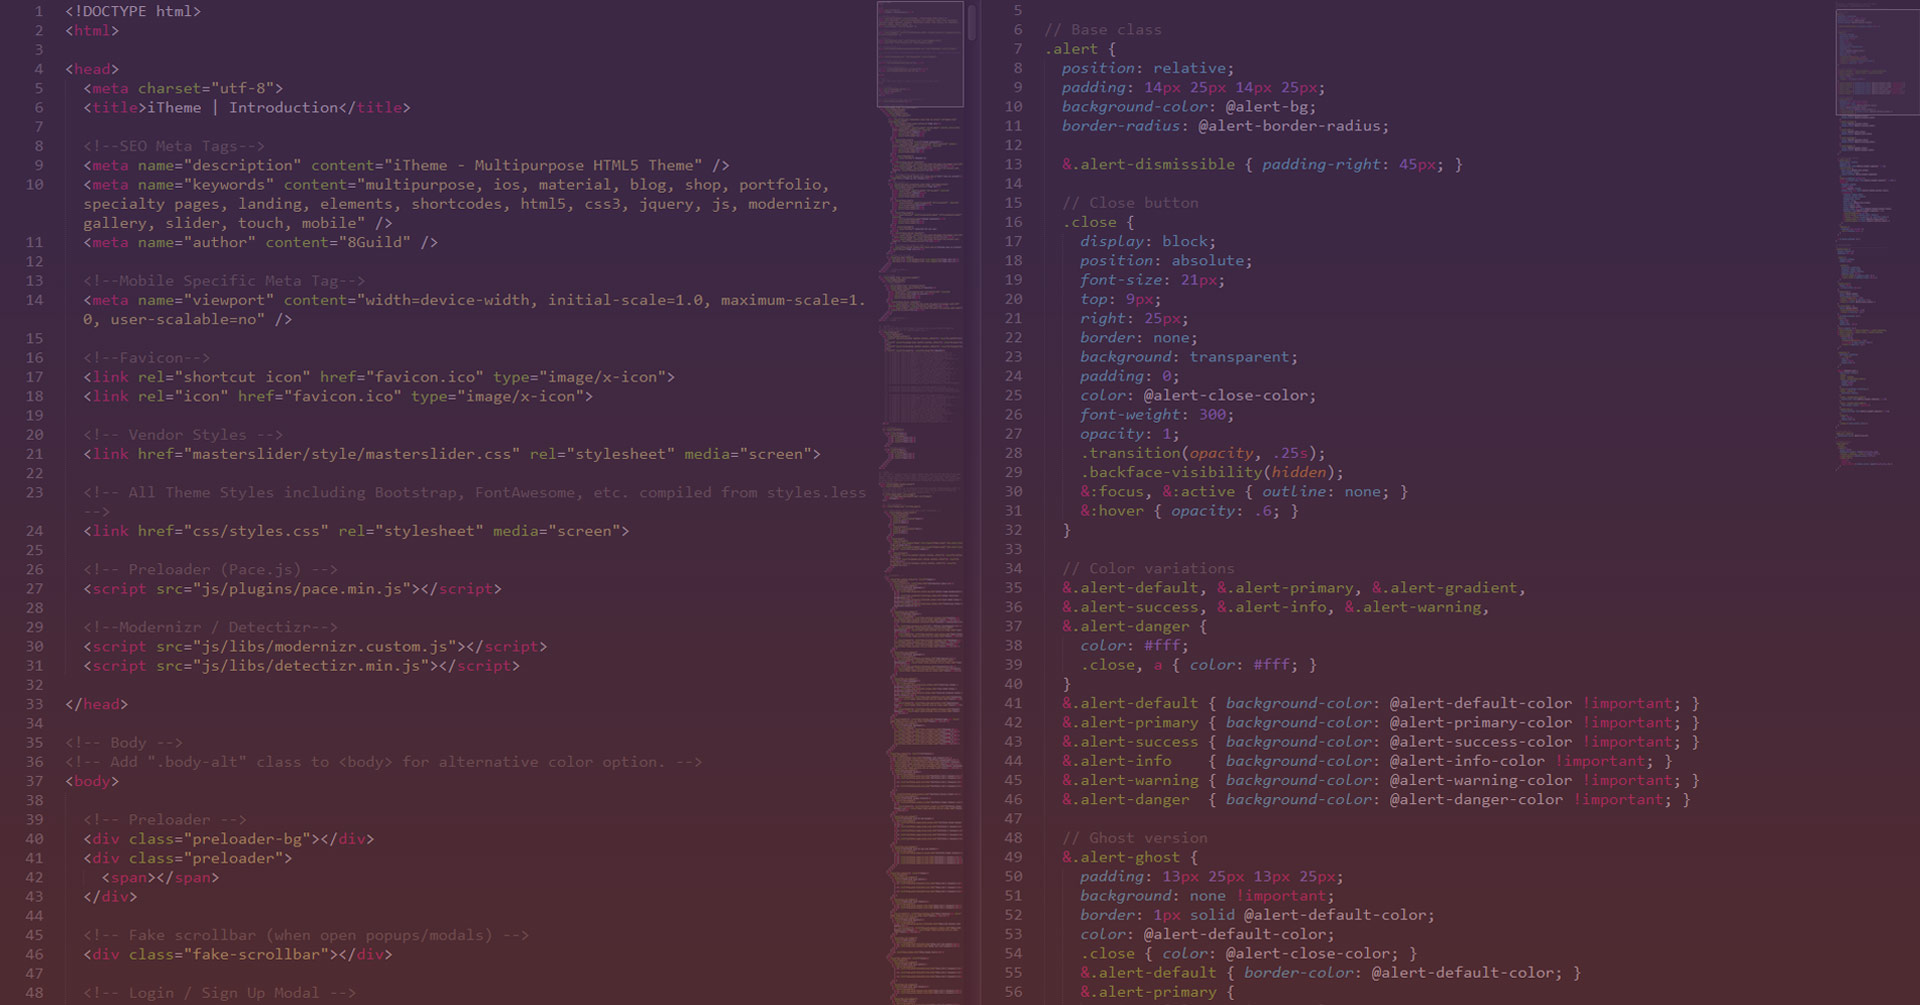 1 <!DOCTYPE html>
2 <html>
3
4 <head>
5 <meta charset="utf-8">
6 <title>iTheme | Introduction</title>
7
8 <!--SEO Meta Tags-->
9 <meta name="description" content="iTheme - Multipurpose HTML5 Theme" />
10 <meta name="keywords" content="multipurpose, ios, material, blog, shop, portfolio,
specialty pages, landing, elements, shortcodes, html5, css3, jquery, js, modernizr,
gallery, slider, touch, mobile" />
11 <meta name="author" content="8Guild" />
12
13 <!--Mobile Specific Meta Tag-->
14 <meta name="viewport" content="width=device-width, initial-scale=1.0, maximum-scale=1.
0, user-scalable=no" />
15
16 <!--Favicon-->
17 <link rel="shortcut icon" href="favicon.ico" type="image/x-icon">
18 <link rel="icon" href="favicon.ico" type="image/x-icon">
19
20 <!-- Vendor Styles -->
21 <link href="masterslider/style/masterslider.css" rel="stylesheet" media="screen">
22
23 <!-- All Theme Styles including Bootstrap, FontAwesome, etc. compiled from styles.less
-->
24 <link href="css/styles.css" rel="stylesheet" media="screen">
25
26 <!-- Preloader (Pace.js) -->
27 <script src="js/plugins/pace.min.js"></script>
28
29 <!--Modernizr / Detectizr-->
30 <script src="js/libs/modernizr.custom.js"></script>
31 <script src="js/libs/detectizr.min.js"></script>
32
33 </head>
34
35 <!-- Body -->
36 <!-- Add ".body-alt" class to <body> for alternative color option. -->
37 <body>
38
39 <!-- Preloader -->
40 <div class="preloader-bg"></div>
41 <div class="preloader">
42 <span></span>
43 </div>
44
45 <!-- Fake scrollbar (when open popups/modals) -->
46 <div class="fake-scrollbar"></div>
47
48 <!-- Login / Sign Up Modal -->
5
6 // Base class
7 .alert {
8 position: relative;
9 padding: 14px 25px 14px 25px;
10 background-color: @alert-bg;
11 border-radius: @alert-border-radius;
12
13 &.alert-dismissible { padding-right: 45px; }
14
15 // Close button
16 .close {
17 display: block;
18 position: absolute;
19 font-size: 21px;
20 top: 9px;
21 right: 25px;
22 border: none;
23 background: transparent;
24 padding: 0;
25 color: @alert-close-color;
26 font-weight: 300;
27 opacity: 1;
28 .transition(opacity, .25s);
29 .backface-visibility(hidden);
30 &:focus, &:active { outline: none; }
31 &:hover { opacity: .6; }
32 }
33
34 // Color variations
35 &.alert-default, &.alert-primary, &.alert-gradient,
36 &.alert-success, &.alert-info, &.alert-warning,
37 &.alert-danger {
38 color: #fff;
39 .close, a { color: #fff; }
40 }
41 &.alert-default { background-color: @alert-default-color !important; }
42 &.alert-primary { background-color: @alert-primary-color !important; }
43 &.alert-success { background-color: @alert-success-color !important; }
44 &.alert-info { background-color: @alert-info-color !important; }
45 &.alert-warning { background-color: @alert-warning-color !important; }
46 &.alert-danger { background-color: @alert-danger-color !important; }
47
48 // Ghost version
49 &.alert-ghost {
50 padding: 13px 25px 13px 25px;
51 background: none !important;
52 border: 1px solid @alert-default-color;
53 color: @alert-default-color;
54 .close { color: @alert-close-color; }
55 &.alert-default { border-color: @alert-default-color; }
56 &.alert-primary {